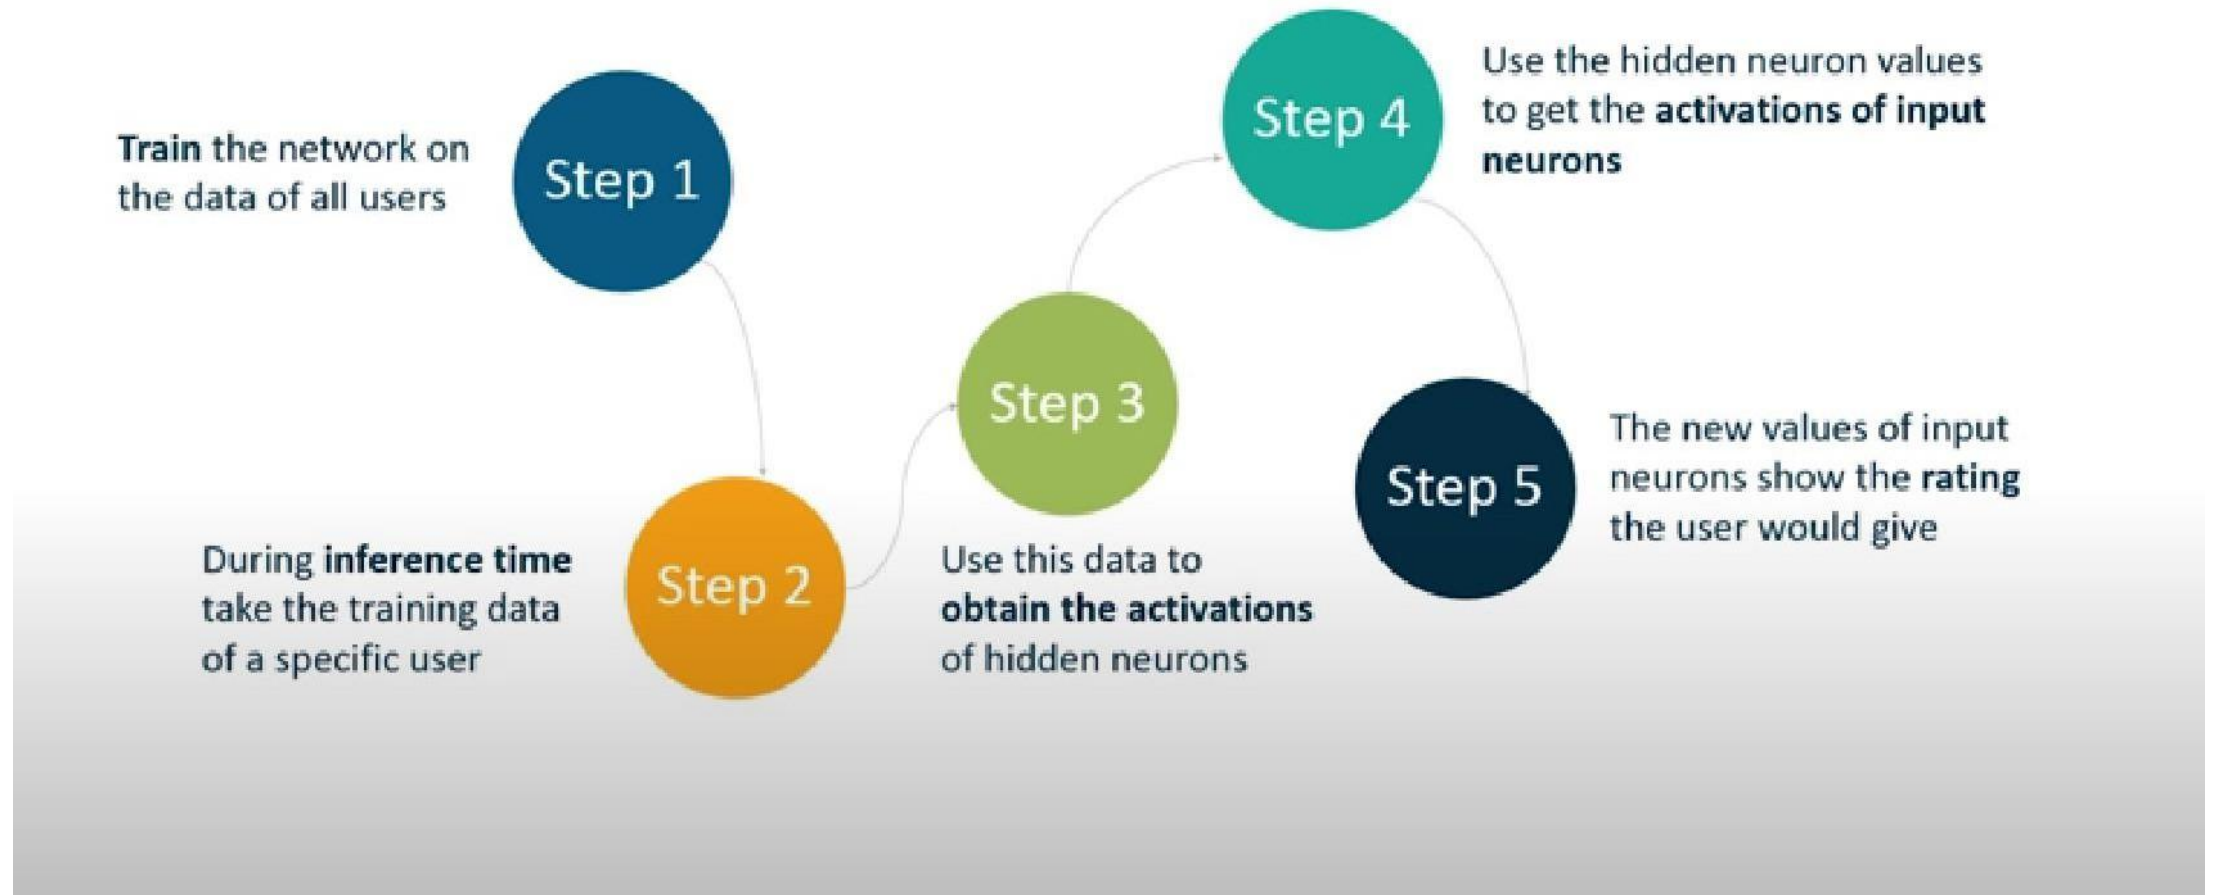 Step 1
Train the network on
the data of all users
Step 2
During inference time
take the training data
of a specific user
Step 3
Use this data to
obtain the activations
of hidden neurons
Step 4
Use the hidden neuron values
to get the activations of input
neurons
Step 5
The new values of input
neurons show the rating
the user would give